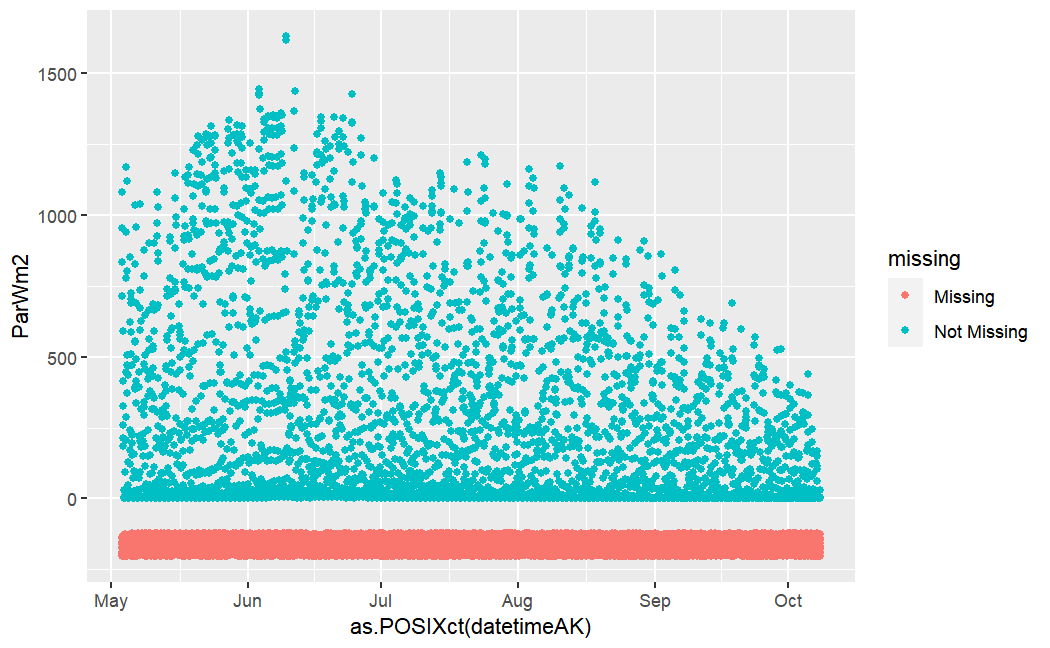 1500
1000
500
0
ParWm2
May Jun Jul Aug Sep Oct
as.POSIXct(datetimeAK)
missing
Missing
Not Missing